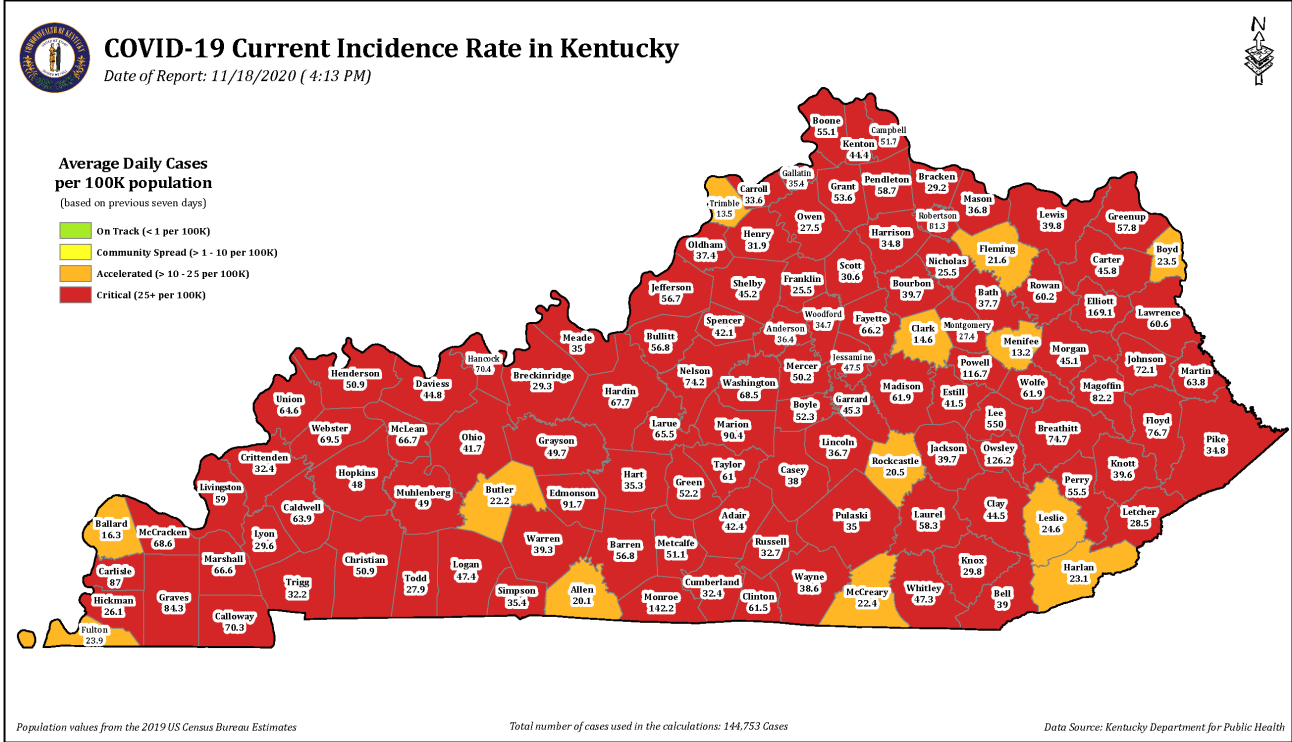 COVID-19 Current Incidence Rate in Kentucky
Date of Report: 11/18/2020 ( 4:13 PM)
N
Average Daily Cases
per 100K population
(based on previous seven days)
On Track (< 1 per 100K)
Community Spread (> 1 - 10 per 100K)
Accelerated (> 10 - 25 per 100K)
Critical (25+ per 100K)
Boone
55.1
Campbell
51.7
Kenton
44.4
Gallatin
35.4
Carroll
33.6
Trimble
13.5
Grant
53.6
Pendleton
58.7
Bracken
29.2
Mason
36.8
Robertson
81.3
Lewis
39.8
Greenup
57.8
Boyd
23.5
Owen
27.5
Henry
31.9
Oldham
37.4
Harrison
34.8
Fleming
21.6
Nicholas
25.5
Carter
45.8
Scott
30.6
Franklin
25.5
Shelby
45.2
Jefferson
56.7
Bourbon
39.7
Bath
37.7
Rowan
60.2
Elliott
169.1
Lawrence
60.6
Spencer
42.1
Anderson
36.4
Woodford
34.7
Fayette
66.2
Clark
14.6
Montgomery
27.4
Menifee
13.2
Morgan
45.1
Johnson
72.1
Martin
63.8
Meade
35
Bullitt
56.8
Hancock
70.4
Breckinridge
29.3
Nelson
74.2
Washington
68.5
Mercer
50.2
Jessamine
47.5
Powell
116.7
Henderson
50.9
Daviess
44.8
Hardin
67.7
Boyle
52.3
Garrard
45.3
Madison
61.9
Estill
41.5
Wolfe
61.9
Magoffin
82.2
Union
64.6
Webster
69.5
McLean
66.7
Ohio
41.7
Grayson
49.7
Larue
65.5
Marion
90.4
Lincoln
36.7
Lee
550
Breathitt
74.7
Floyd
76.7
Pike
34.8
Crittenden
32.4
Livingston
59
Hopkins
48
Muhlenberg
49
Butler
22.2
Edmonson
91.7
Hart
35.3
Green
52.2
Taylor
61
Casey
38
Rockcastle
20.5
Jackson
39.7
Owsley
126.2
Perry
55.5
Knott
39.6
Caldwell
63.9
Ballard
16.3
McCracken
68.6
Lyon
29.6
Warren
39.3
Barren
56.8
Metcalfe
51.1
Adair
42.4
Russell
32.7
Pulaski
35
Laurel
58.3
Clay
44.5
Leslie
24.6
Letcher
28.5
Carlisle
87
Marshall
66.6
Christian
50.9
Trigg
32.2
Todd
27.9
Logan
47.4
Simpson
35.4
Allen
20.1
Monroe
142.2
Cumberland
32.4
Clinton
61.5
Wayne
38.6
McCreary
22.4
Whitley
47.3
Knox
29.8
Bell
39
Harlan
23.1
Hickman
26.1
Graves
84.3
Calloway
70.3
Fulton
23.9
Population values from the 2019 US Census Bureau Estimates
Total number of cases used in the calculations: 144,753 Cases
Data Source: Kentucky Department for Public Health